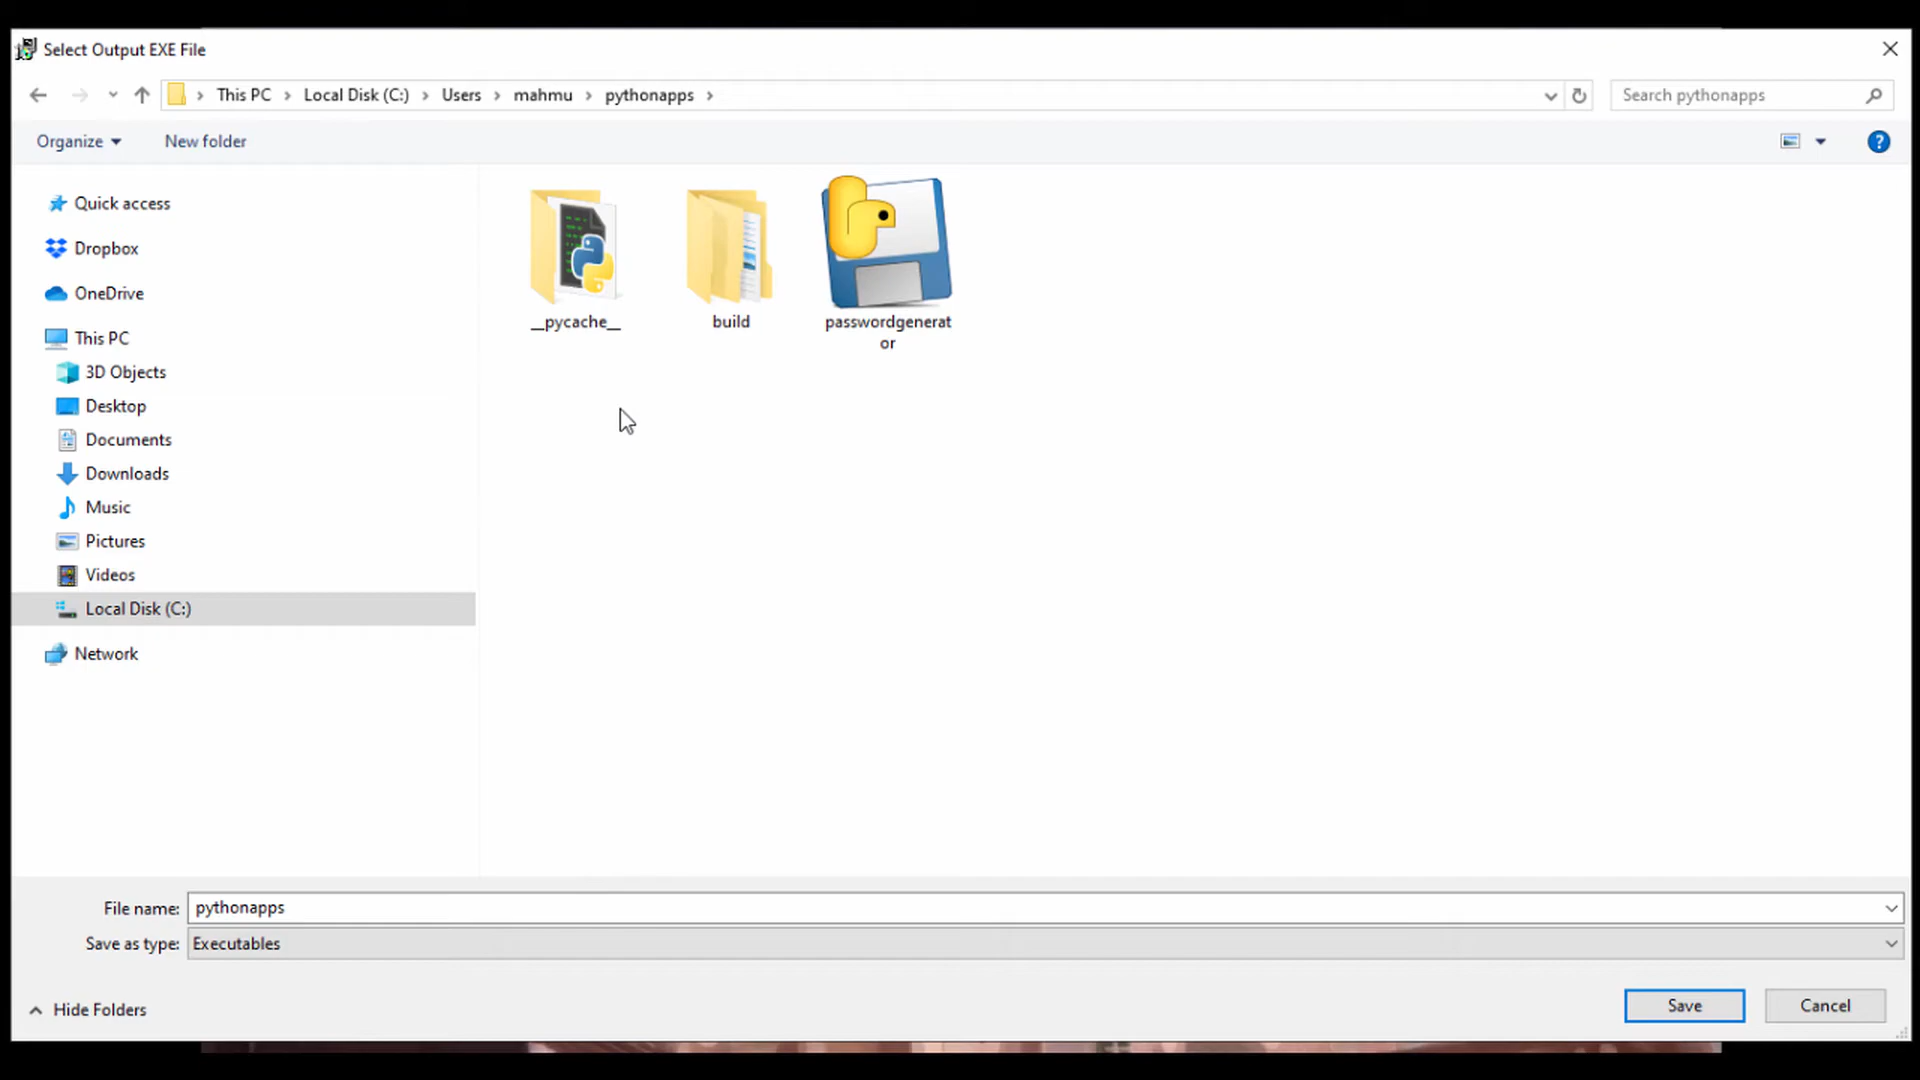 Select Output EXE File
This PC
Local Disk (C:)
Users
mahmu
pythonapps
Search pythonapps
Organize
New folder
?
Quick access
Dropbox
OneDrive
This PC
3D Objects
Desktop
Documents
Downloads
Music
Pictures
Videos
Local Disk (C:)
Network
__pycache__
build
passwordgenerat
or
File name:
pythonapps
Save as type:
Executables
Hide Folders
Save
Cancel